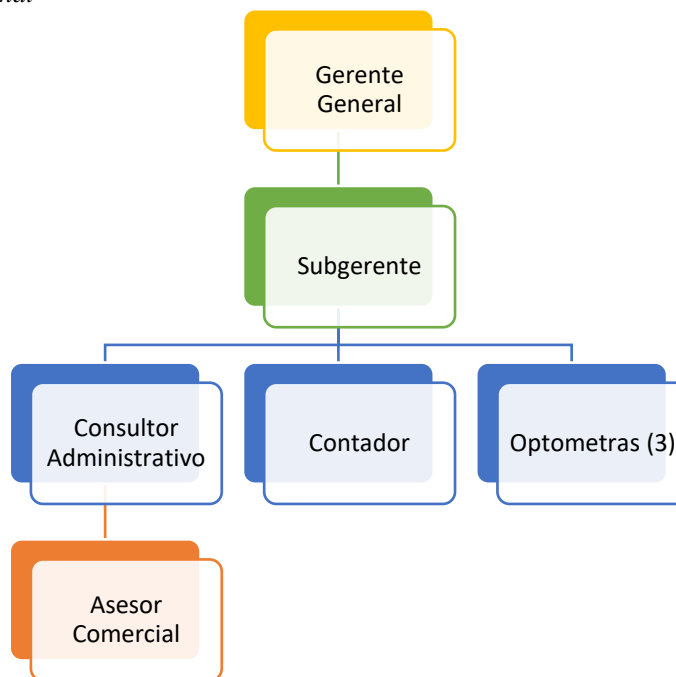 Gerente
General
Subgerente
Consultor
Administrativo
Contador
Optometras (3)
Asesor
Comercial